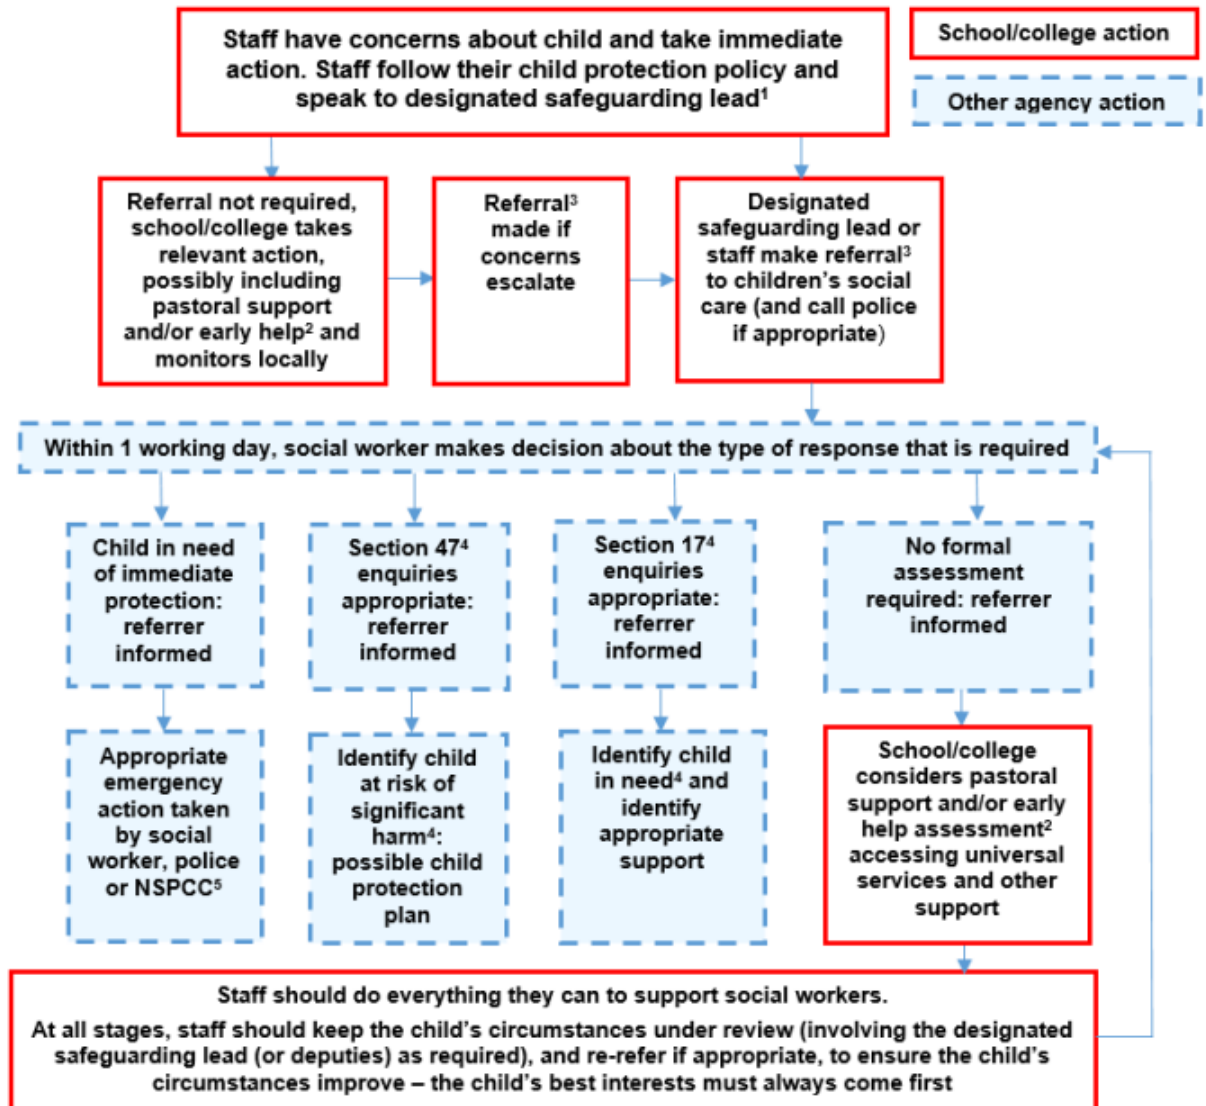 Staff have concerns about child and take immediate
action. Staff follow their child protection policy and
speak to designated safeguarding lead¹
School/college action
Other agency action
Referral not required,
school/college takes
relevant action,
possibly including
pastoral support
and/or early help² and
monitors locally
Referral³
made if
concerns
escalate
Designated
safeguarding lead or
staff make referral³
to children's social
care (and call police
if appropriate)
Within 1 working day, social worker makes decision about the type of response that is required
Child in need
of immediate
protection:
referrer
informed
Section 47⁴
enquiries
appropriate:
referrer
informed
Section 17⁴
enquiries
appropriate:
referrer
informed
No formal
assessment
required: referrer
informed
Appropriate
emergency
action taken
by social
worker, police
or NSPCC⁵
Identify child
at risk of
significant
harm⁴:
possible child
protection
plan
Identify child
in need⁴ and
identify
appropriate
support
School/college
considers pastoral
support and/or early
help assessment²
accessing universal
services and other
support
Staff should do everything they can to support social workers.
At all stages, staff should keep the child's circumstances under review (involving the designated
safeguarding lead (or deputies) as required), and re-refer if appropriate, to ensure the child's
circumstances improve – the child's best interests must always come first